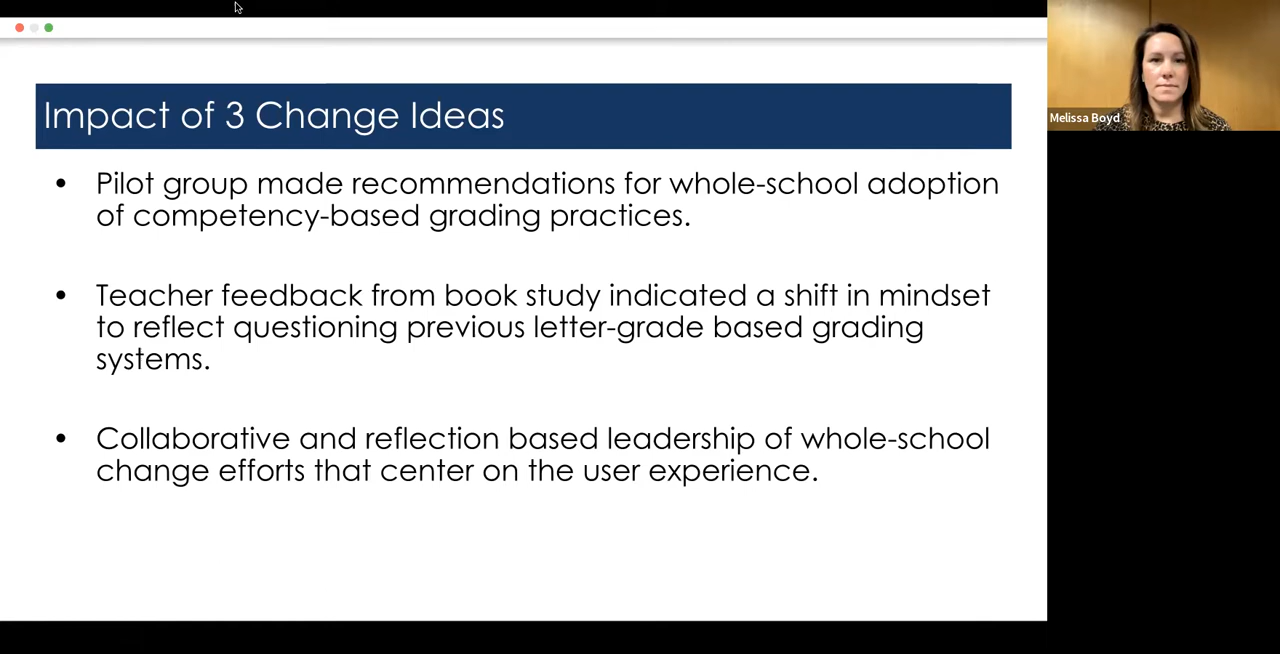 Impact of 3 Change Ideas
• Pilot group made recommendations for whole-school adoption
of competency-based grading practices.
• Teacher feedback from book study indicated a shift in mindset
to reflect questioning previous letter-grade based grading
systems.
• Collaborative and reflection based leadership of whole-school
change efforts that center on the user experience.
Melissa Boyd